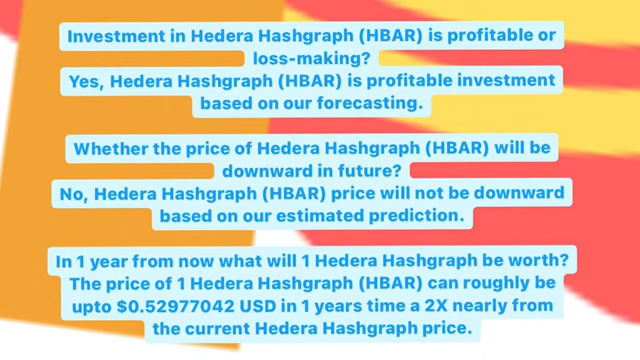 Investment in Hedera Hashgraph (HBAR) is profitable or
loss-making?
Yes, Hedera Hashgraph (HBAR) is profitable investment
based on our forecasting.
Whether the price of Hedera Hashgraph (HBAR) will be
downward in future?
No, Hedera Hashgraph (HBAR) price will not be downward
based on our estimated prediction.
In 1 year from now what will 1 Hedera Hashgraph be worth?
The price of 1 Hedera Hashgraph (HBAR) can roughly be
upto $0.52977042 USD in 1 years time a 2X nearly from
the current Hedera Hashgraph price.